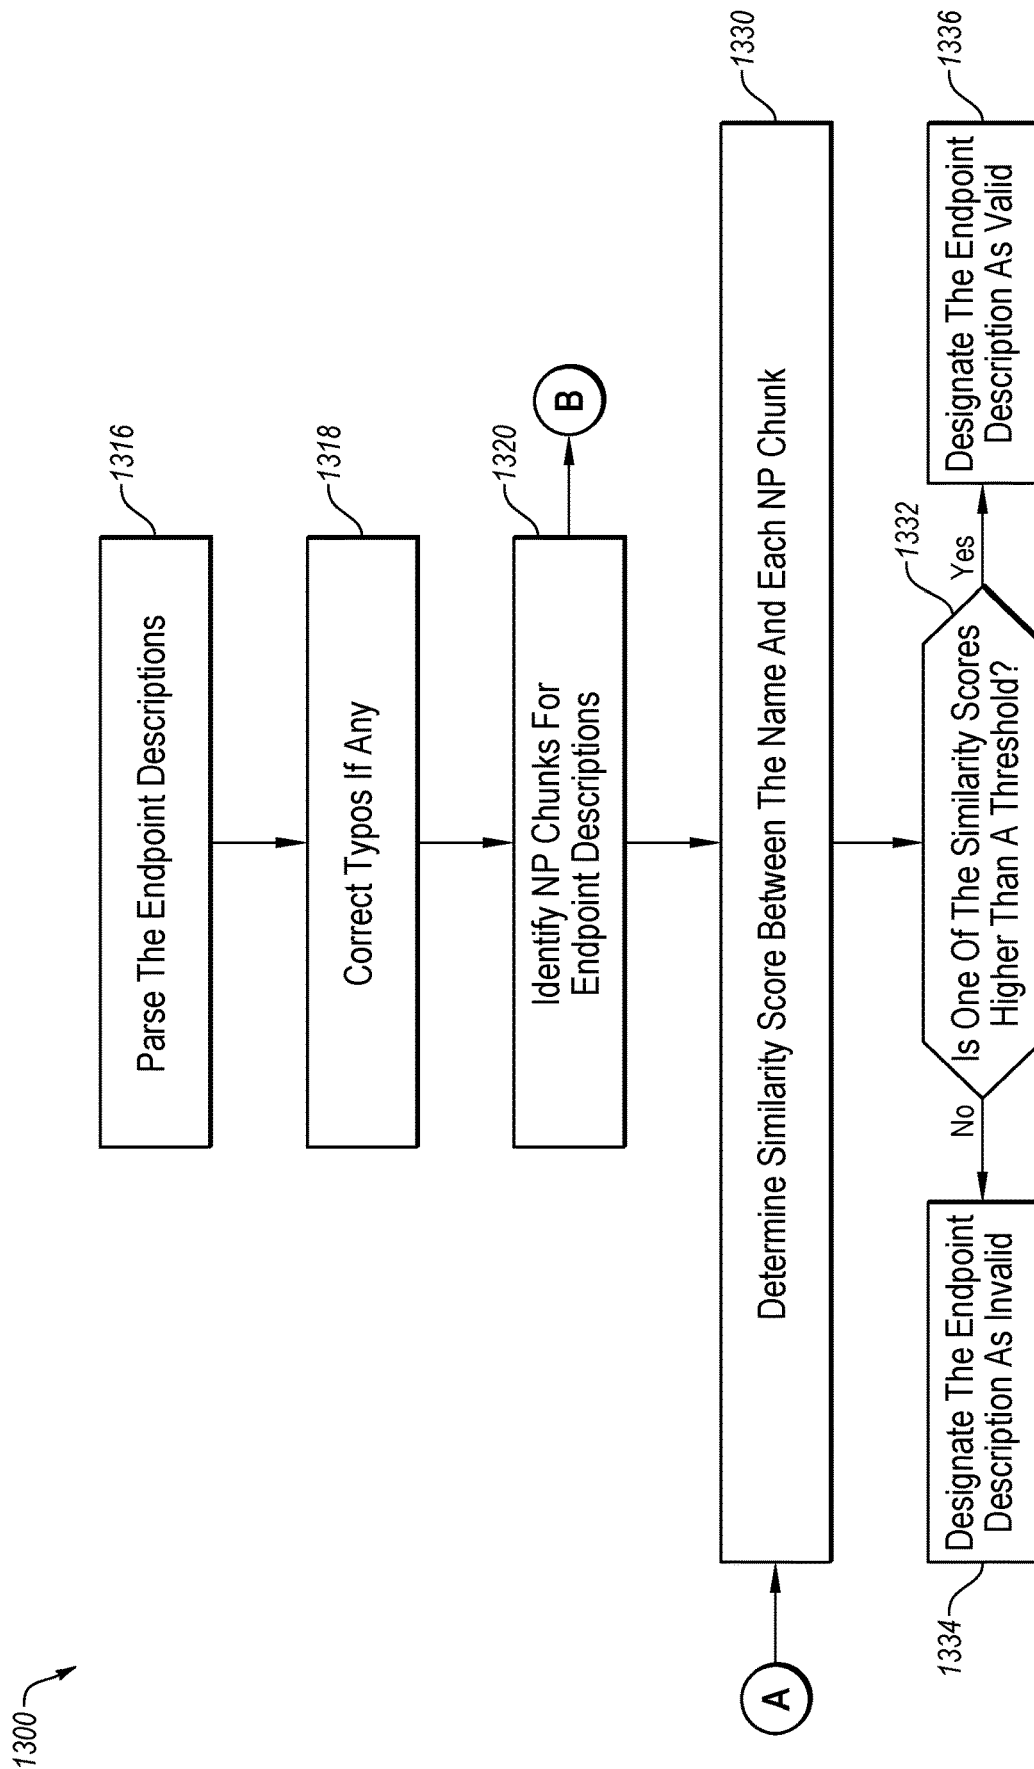 1300
Parse The Endpoint Descriptions
1316
Correct Typos If Any
1318
Identify NP Chunks For
Endpoint Descriptions
1320
B
A
Determine Similarity Score Between The Name And Each NP Chunk
1330
Is One Of The Similarity Scores
Higher Than A Threshold?
1332
No
Yes
Designate The Endpoint
Description As Invalid
1334
Designate The Endpoint
Description As Valid
1336